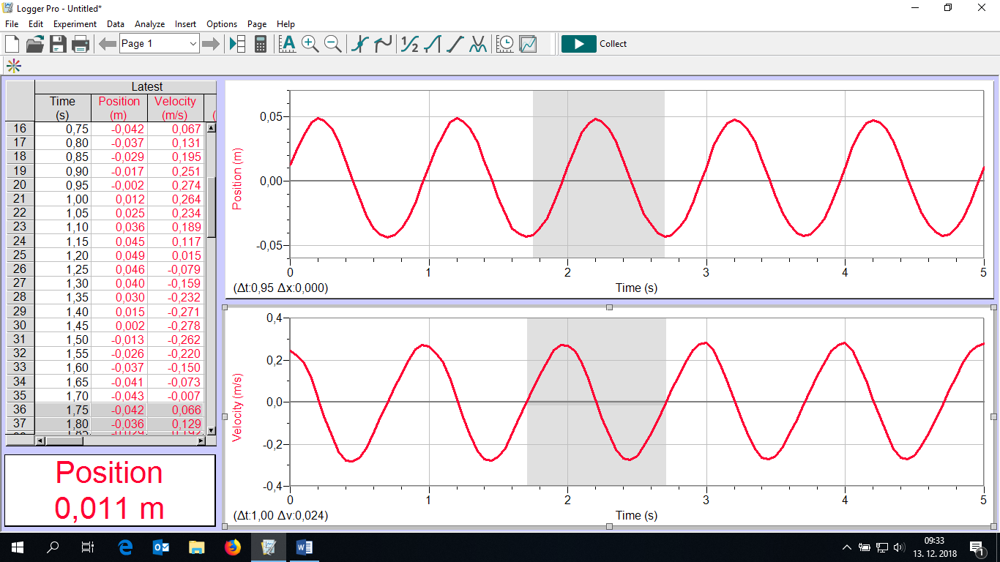 Logger Pro - Untitled*
File Edit Experiment Data Analyze Insert Options Page Help
Page 1
Collect
Latest
Time Position Velocity
(s) (m) (m/s) (
16 0,75 -0,042 0,067
17 0,80 -0,037 0,131
18 0,85 -0,029 0,195
19 0,90 -0,017 0,251
20 0,95 -0,002 0,274
21 1,00 0,012 0,264
22 1,05 0,025 0,234
23 1,10 0,036 0,189
24 1,15 0,045 0,117
25 1,20 0,049 0,015
26 1,25 0,046 -0,079
27 1,30 0,040 -0,159
28 1,35 0,030 -0,232
29 1,40 0,015 -0,271
30 1,45 0,002 -0,278
31 1,50 -0,013 -0,262
32 1,55 -0,026 -0,220
33 1,60 -0,037 -0,150
34 1,65 -0,041 -0,073
35 1,70 -0,043 -0,007
36 1,75 -0,042 0,066
37 1,80 -0,036 0,129
Position
0,011 m
Position (m)
0,05
0,00
-0,05
0 1 2 3 4 5
(Δt:0,95 Δx:0,000)
Time (s)
Velocity (m/s)
0,4
0,2
0,0
-0,2
-0,4
0 1 2 3 4 5
(Δt:1,00 Δv:0,024)
Time (s)
09:33
13. 12. 2018
1